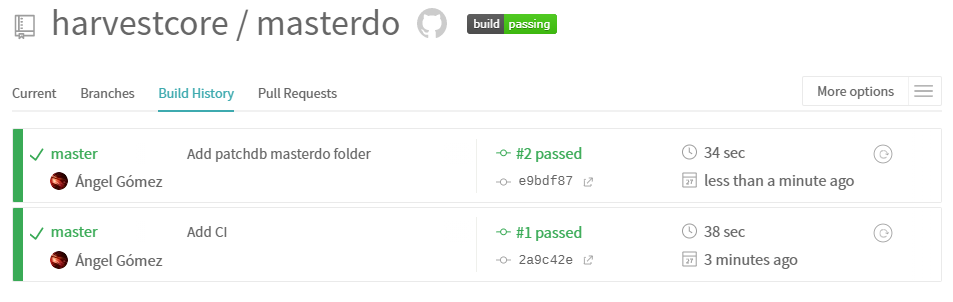 harvestcore / masterdo build passing
Current Branches Build History Pull Requests More options
master Add patchdb masterdo folder #2 passed 34 sec
Ángel Gómez e9bdf87 27 less than a minute ago
master Add CI #1 passed 38 sec
Ángel Gómez 2a9c42e 27 3 minutes ago